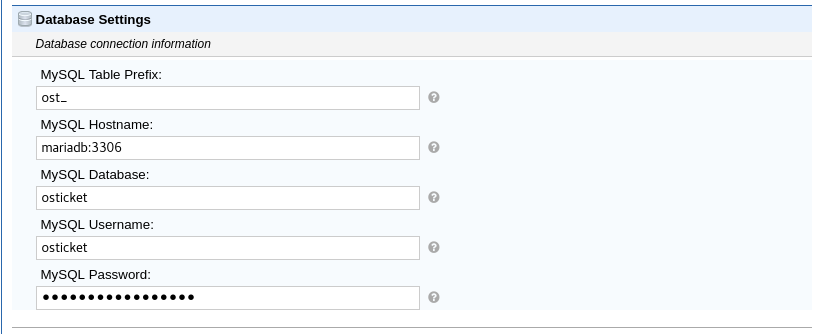 Database Settings
Database connection information
MySQL Table Prefix:
ost_
MySQL Hostname:
mariadb:3306
MySQL Database:
osticket
MySQL Username:
osticket
MySQL Password:
•••••••••••••••••